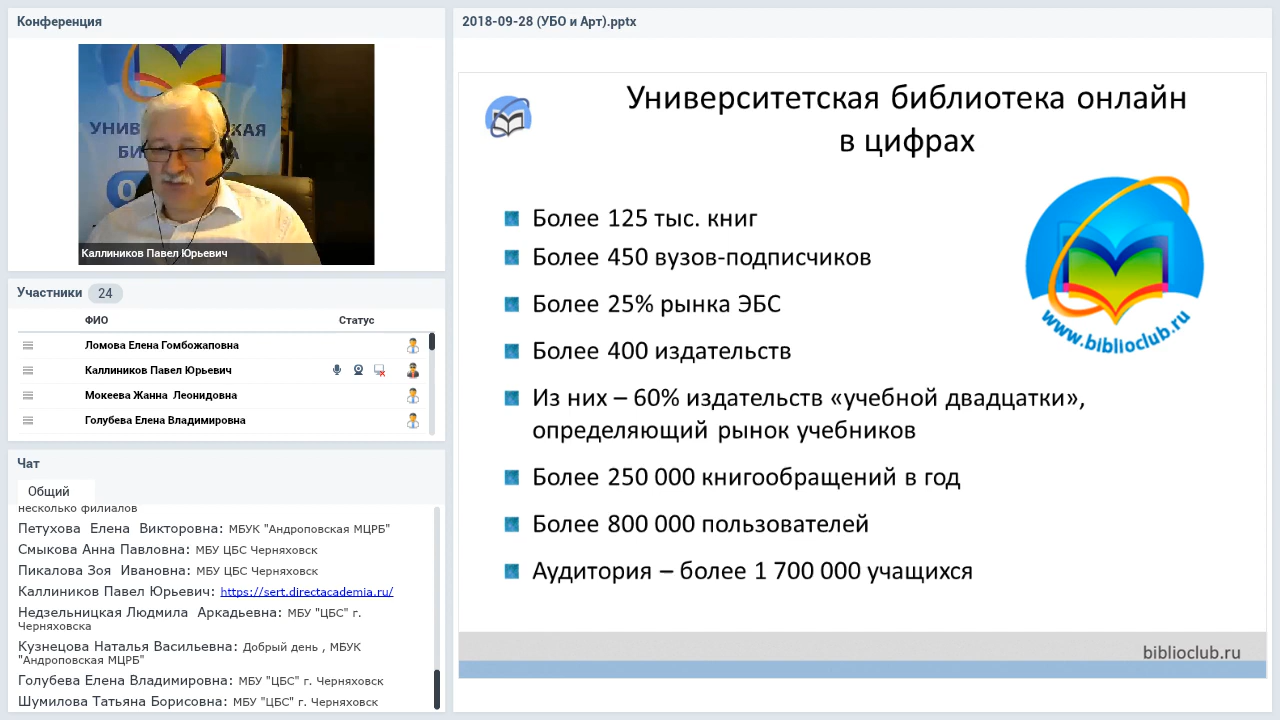 Конференция
УНИВ
КАЯ
БИ
А
Каллиников Павел Юрьевич
Участники 24
ФИО Статус
Ломова Елена Гомбожаповна
Каллиников Павел Юрьевич
Мокеева Жанна Леонидовна
Голубева Елена Владимировна
Чат
Общий
несколько филиалов
Петухова Елена Викторовна: МБУК "Андроповская МЦРБ"
Смыкова Анна Павловна: МБУ ЦБС Черняховск
Пикалова Зоя Ивановна: МБУ ЦБС Черняховск
Каллиников Павел Юрьевич: https://sert.directacademia.ru/
Недзельницкая Людмила Аркадьевна: МБУ "ЦБС" г.
Черняховска
Кузнецова Наталья Васильевна: Добрый день , МБУК
"Андроповская МЦРБ"
Голубева Елена Владимировна: МБУ "ЦБС" г. Черняховск
Шумилова Татьяна Борисовна: МБУ "ЦБС" г. Черняховск
2018-09-28 (УБО и Арт).pptx
Университетская библиотека онлайн
в цифрах
Более 125 тыс. книг
Более 450 вузов-подписчиков
Более 25% рынка ЭБС
Более 400 издательств
Из них – 60% издательств «учебной двадцатки»,
определяющий рынок учебников
Более 250 000 книгообращений в год
Более 800 000 пользователей
Аудитория – более 1 700 000 учащихся
www.biblioclub.ru
biblioclub.ru